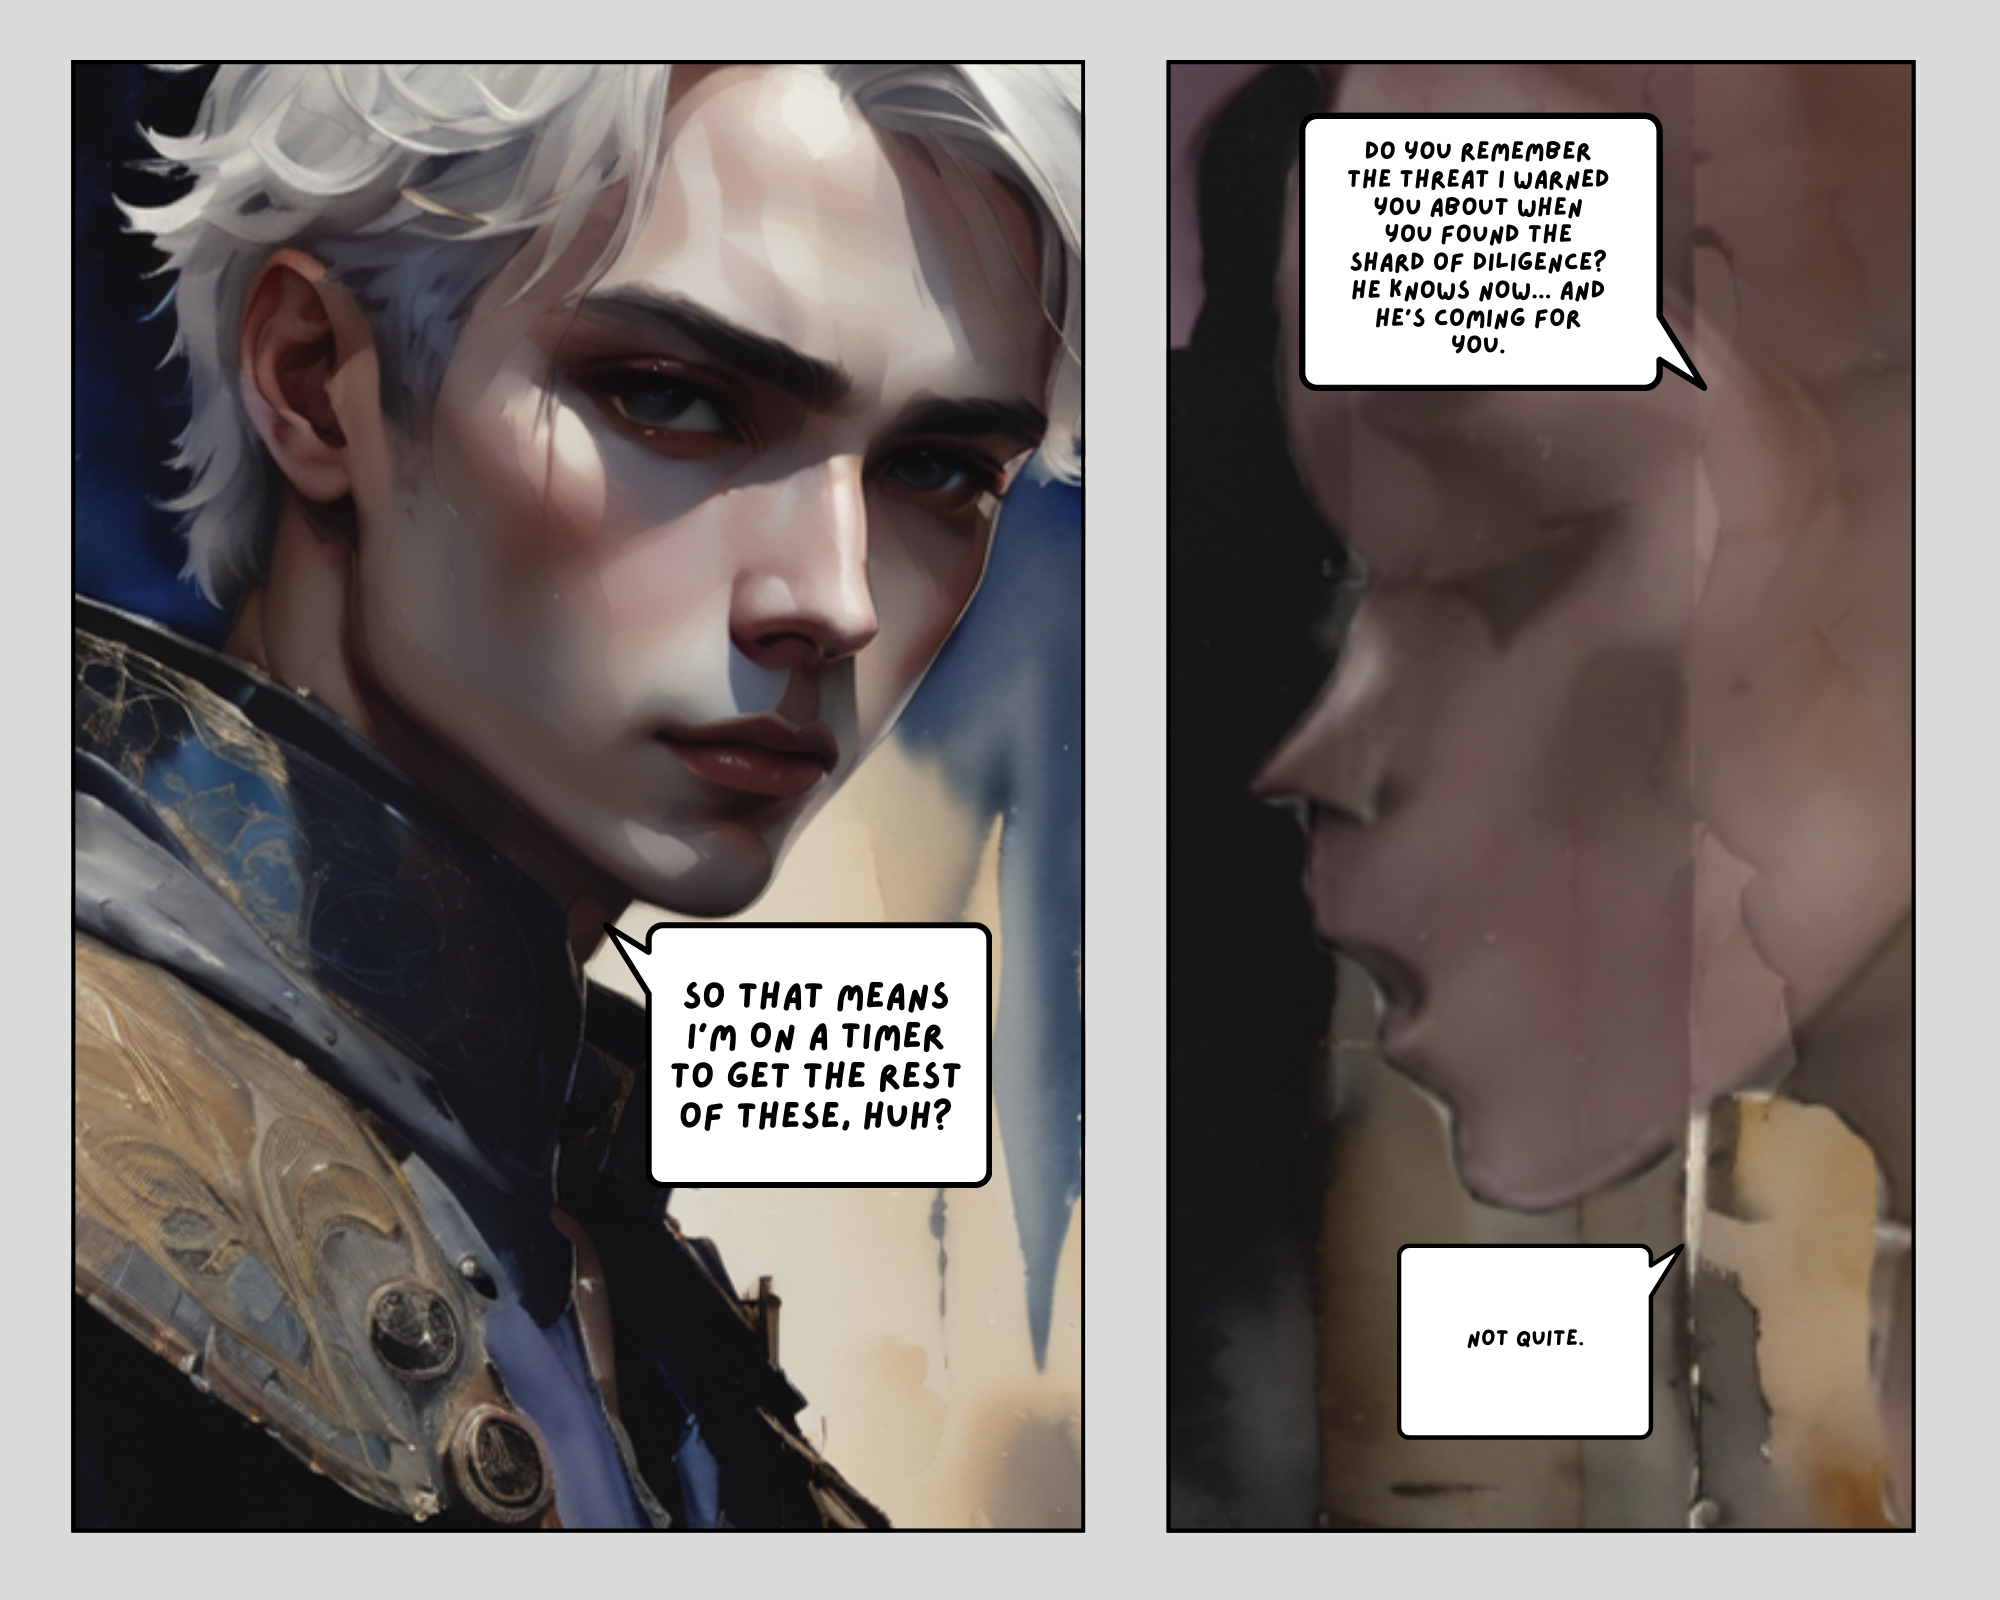 SO THAT MEANS
I'M ON A TIMER
TO GET THE REST
OF THESE, HUH?
DO YOU REMEMBER
THE THREAT I WARNED
YOU ABOUT WHEN
YOU FOUND THE
SHARD OF DILIGENCE?
HE KNOWS NOW... AND
HE'S COMING FOR
YOU.
NOT QUITE.